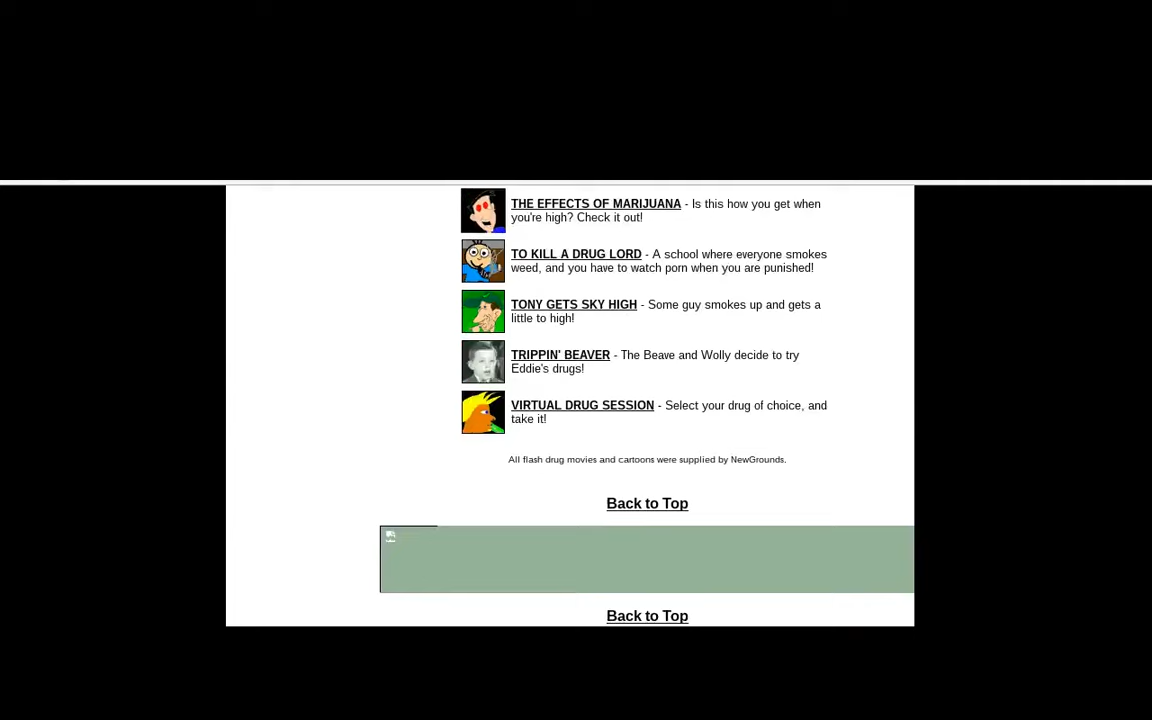 THE EFFECTS OF MARIJUANA - Is this how you get when
you're high? Check it out!
TO KILL A DRUG LORD - A school where everyone smokes
weed, and you have to watch porn when you are punished!
TONY GETS SKY HIGH - Some guy smokes up and gets a
little to high!
TRIPPIN' BEAVER - The Beave and Wolly decide to try
Eddie's drugs!
VIRTUAL DRUG SESSION - Select your drug of choice, and
take it!
All flash drug movies and cartoons were supplied by NewGrounds.
Back to Top
Back to Top